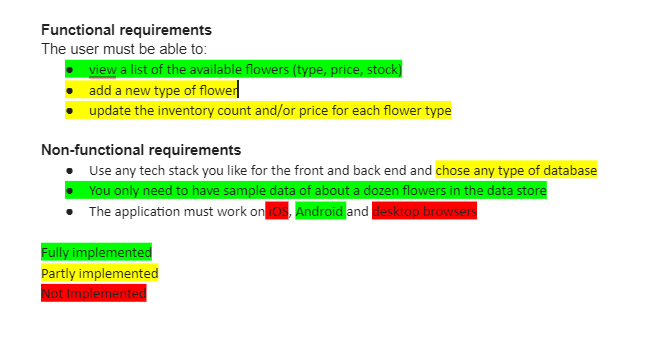 Functional requirements
The user must be able to:
● view a list of the available flowers (type, price, stock)
● add a new type of flower
● update the inventory count and/or price for each flower type
Non-functional requirements
● Use any tech stack you like for the front and back end and chose any type of database
● You only need to have sample data of about a dozen flowers in the data store
● The application must work on iOS, Android and desktop browsers
Fully implemented
Partly implemented
Not Implemented